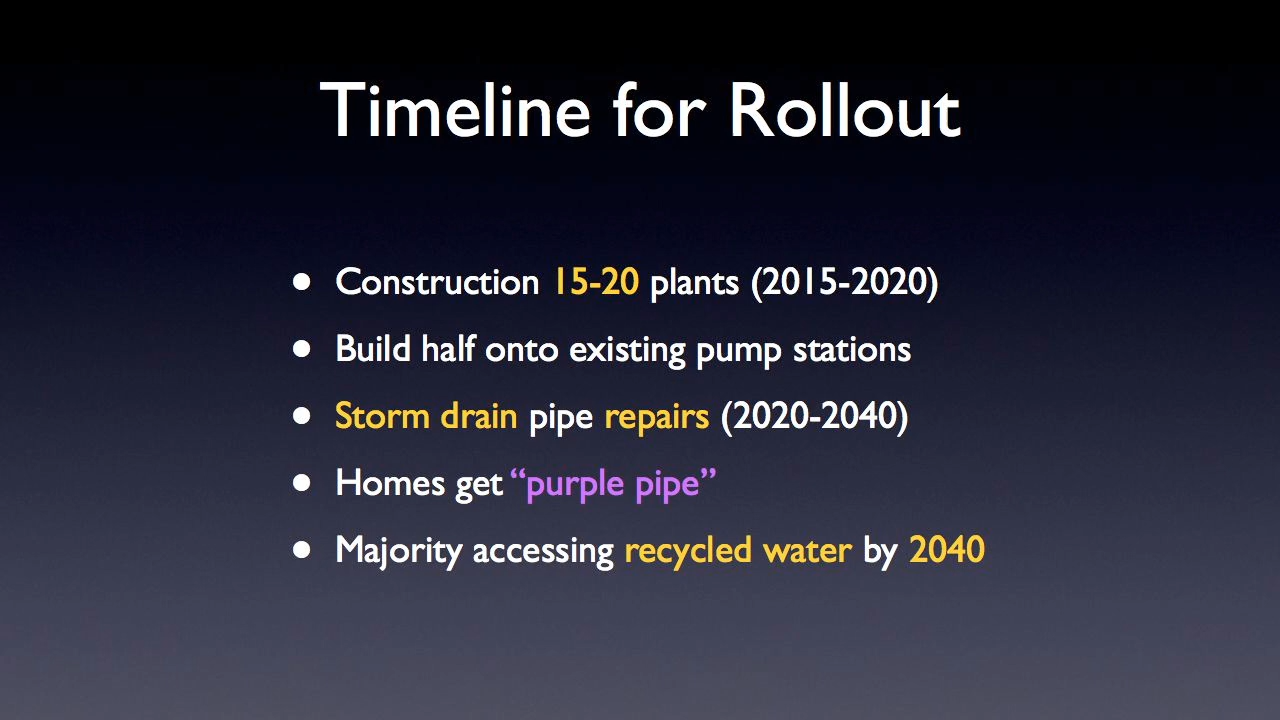 Timeline for Rollout
• Construction 15-20 plants (2015-2020)
• Build half onto existing pump stations
• Storm drain pipe repairs (2020-2040)
• Homes get “purple pipe”
• Majority accessing recycled water by 2040